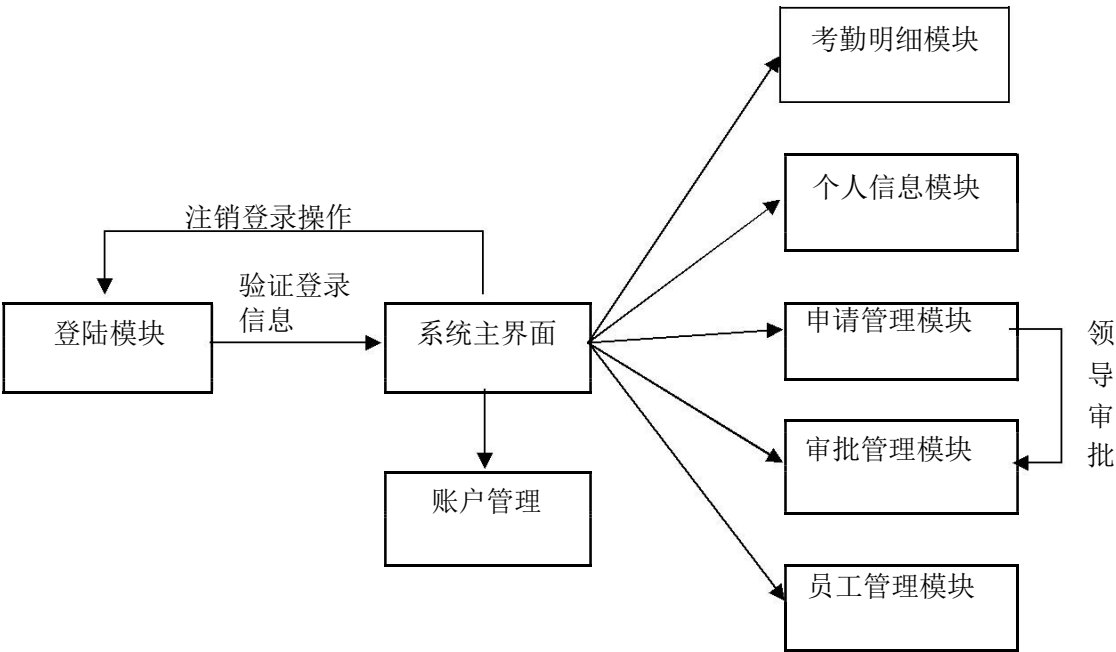 考勤明细模块
个人信息模块
注销登录操作
验证登录
信息
登陆模块
系统主界面
申请管理模块
领
导
审
批
审批管理模块
账户管理
员工管理模块